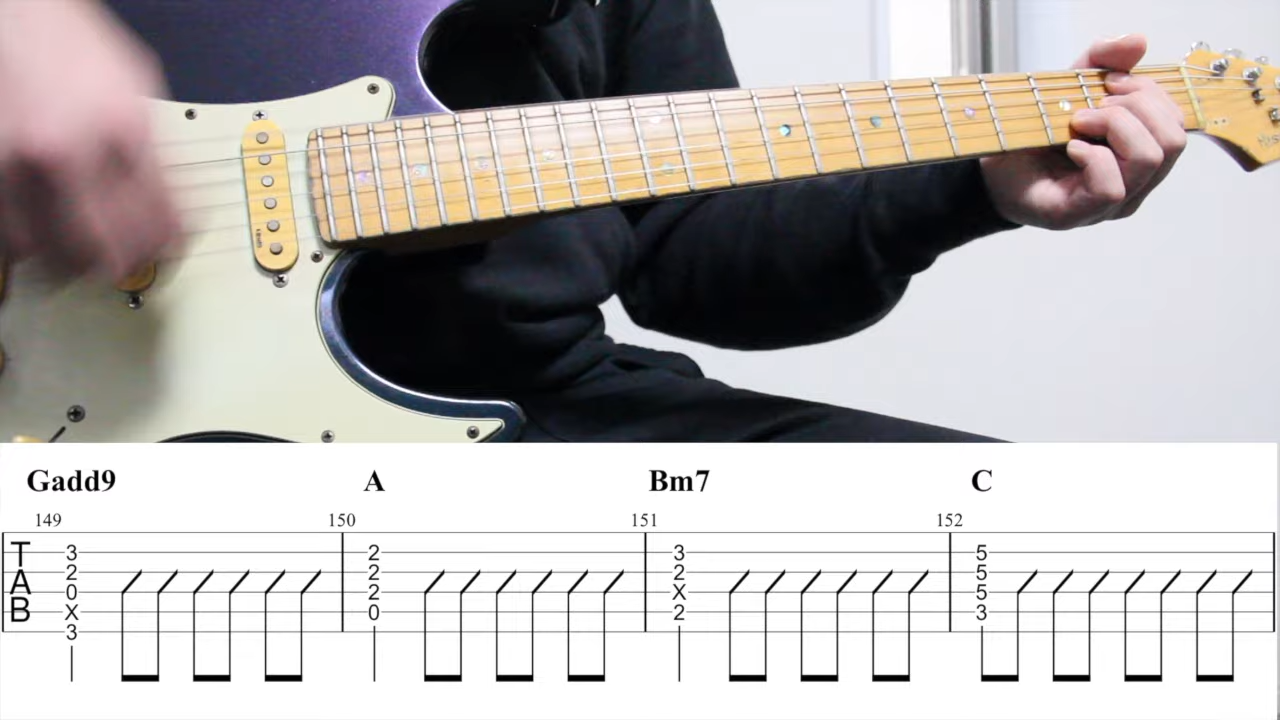 Gadd9 A Bm7 C
149 150 151 152
T
3 2 3 5
A
2 2 2 5
B
0 2 X 5
X 0 2 3
3